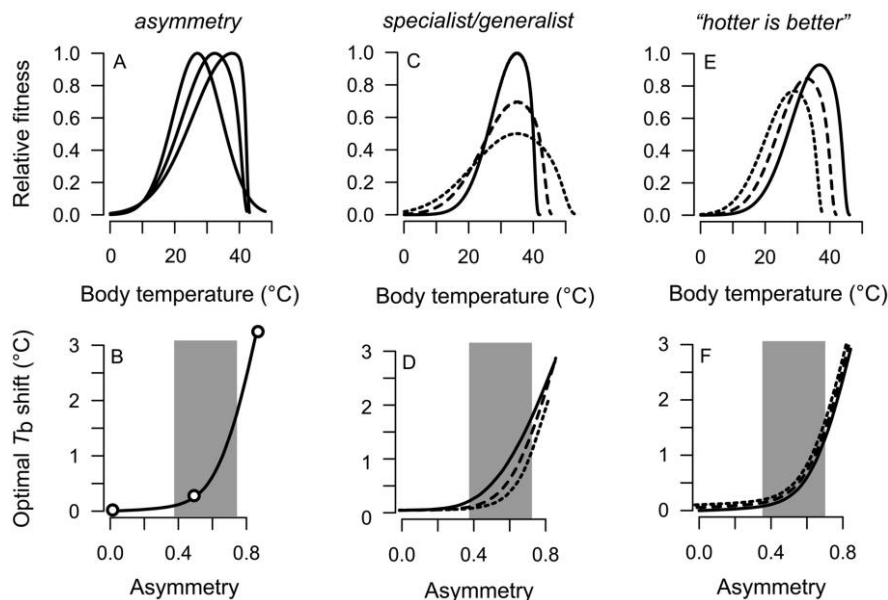 asymmetry
specialist/generalist
"hotter is better"
Relative fitness
A
1.0
0.8
0.6
0.4
0.2
0.0
0 20 40
Body temperature (°C)
C
1.0
0.8
0.6
0.4
0.2
0.0
0 20 40
Body temperature (°C)
E
1.0
0.8
0.6
0.4
0.2
0.0
0 20 40
Body temperature (°C)
Optimal Tb shift (°C)
B
3
2
1
0
0.0 0.4 0.8
Asymmetry
D
3
2
1
0
0.0 0.4 0.8
Asymmetry
F
3
2
1
0
0.0 0.4 0.8
Asymmetry